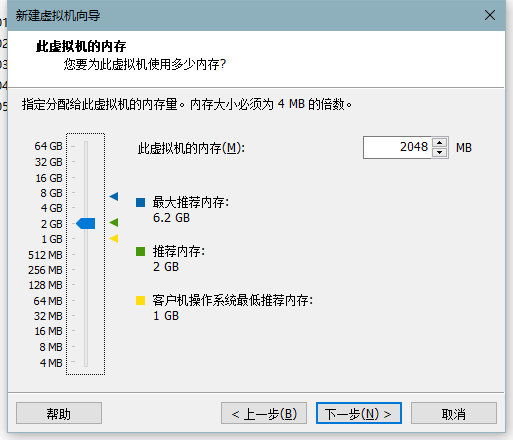 新建虚拟机向导
此虚拟机的内存
您要为此虚拟机使用多少内存?
指定分配给此虚拟机的内存量。内存大小必须为 4 MB 的倍数。
此虚拟机的内存(M): 2048 MB
64 GB
32 GB
16 GB
8 GB
4 GB
2 GB
1 GB
512 MB
256 MB
128 MB
64 MB
32 MB
16 MB
8 MB
4 MB
最大推荐内存:
6.2 GB
推荐内存:
2 GB
客户机操作系统最低推荐内存:
1 GB
帮助 < 上一步(B) 下一步(N) > 取消